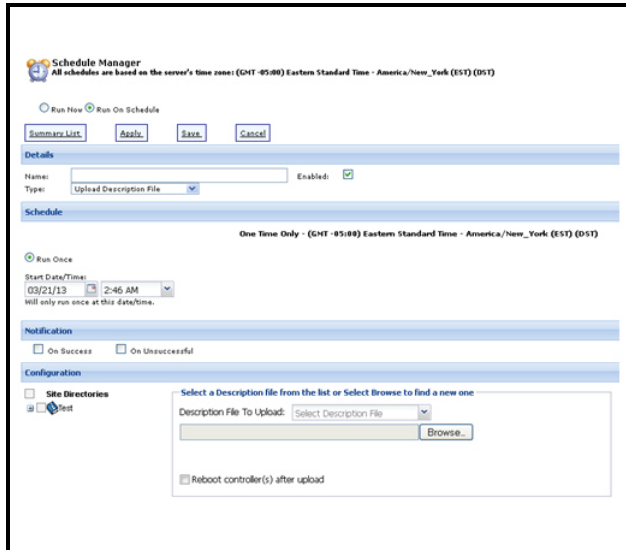 Schedule Manager
All schedules are based on the server's time zone: (GMT -05:00) Eastern Standard Time - America/New_York (EST) (DST)
Run Now Run On Schedule
Summary List Apply Save Cancel
Details
Name: Enabled:
Type: Upload Description File
Schedule
One Time Only - (GMT -05:00) Eastern Standard Time - America/New_York (EST) (DST)
Run Once
Start Date/Time:
03/21/13 2:46 AM
Will only run once at this date/time.
Notification
On Success On Unsuccessful
Configuration
Site Directories
Test
Select a Description file from the list or Select Browse to find a new one
Description File To Upload: Select Description File
Browse..
Reboot controller(s) after upload